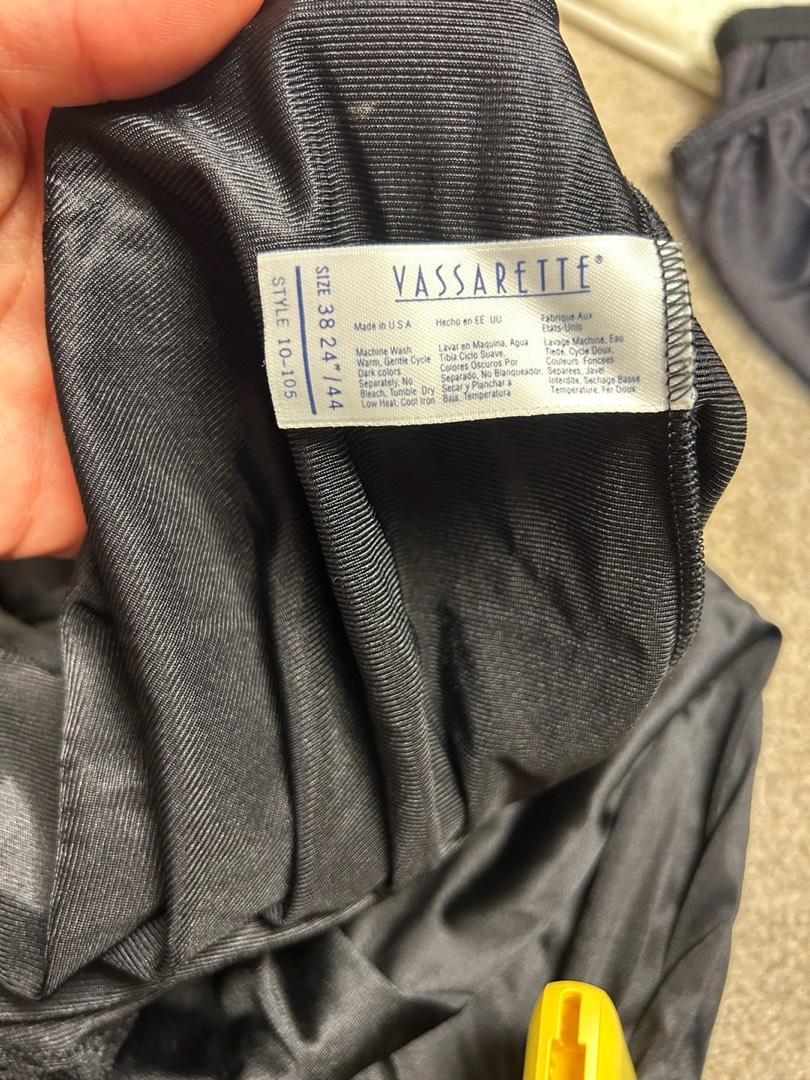 VASSARETTE®
Made in U.S.A
Machine Wash
Warm, Gentle Cycle
Dark colors
Separately, No
Bleach, Tumble Dry
Low Heat, Cool Iron
Hecho en EE UU
Lavar en Maquina, Agua
Tibia Ciclo Suave,
Colores Oscuros Por
Separado, No Blanqueador,
Secar y Planchar a
Baja. Temperatura
Fabrique Aux
Etats-Unis
Lavage Machine, Eau
Tiede, Cycle Doux,
Couleurs Foncees
Separees, Javel
Interdite, Sechage Basse
Temperature, Fer Doux
SIZE 38 24"/44
STYLE 10-105